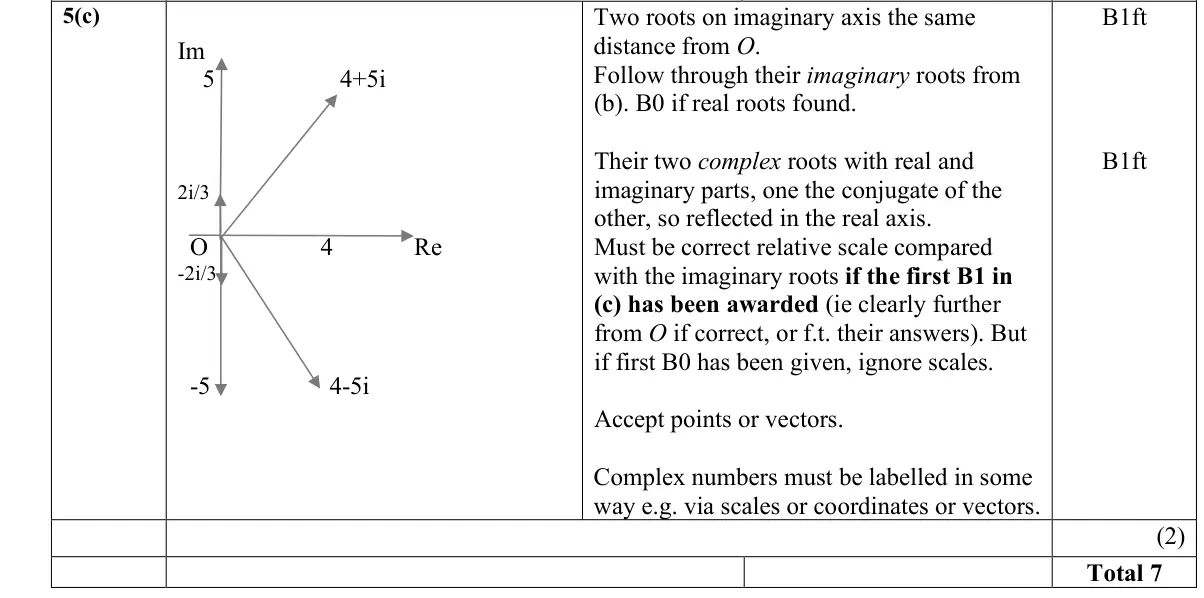 5(c)
Im
5
4+5i
2i/3
O
4
Re
-2i/3
-5
4-5i
Two roots on imaginary axis the same
distance from O.
Follow through their imaginary roots from
(b). B0 if real roots found.
B1ft
Their two complex roots with real and
imaginary parts, one the conjugate of the
other, so reflected in the real axis.
Must be correct relative scale compared
with the imaginary roots if the first B1 in
(c) has been awarded (ie clearly further
from O if correct, or f.t. their answers). But
if first B0 has been given, ignore scales.
B1ft
Accept points or vectors.
Complex numbers must be labelled in some
way e.g. via scales or coordinates or vectors.
(2)
Total 7